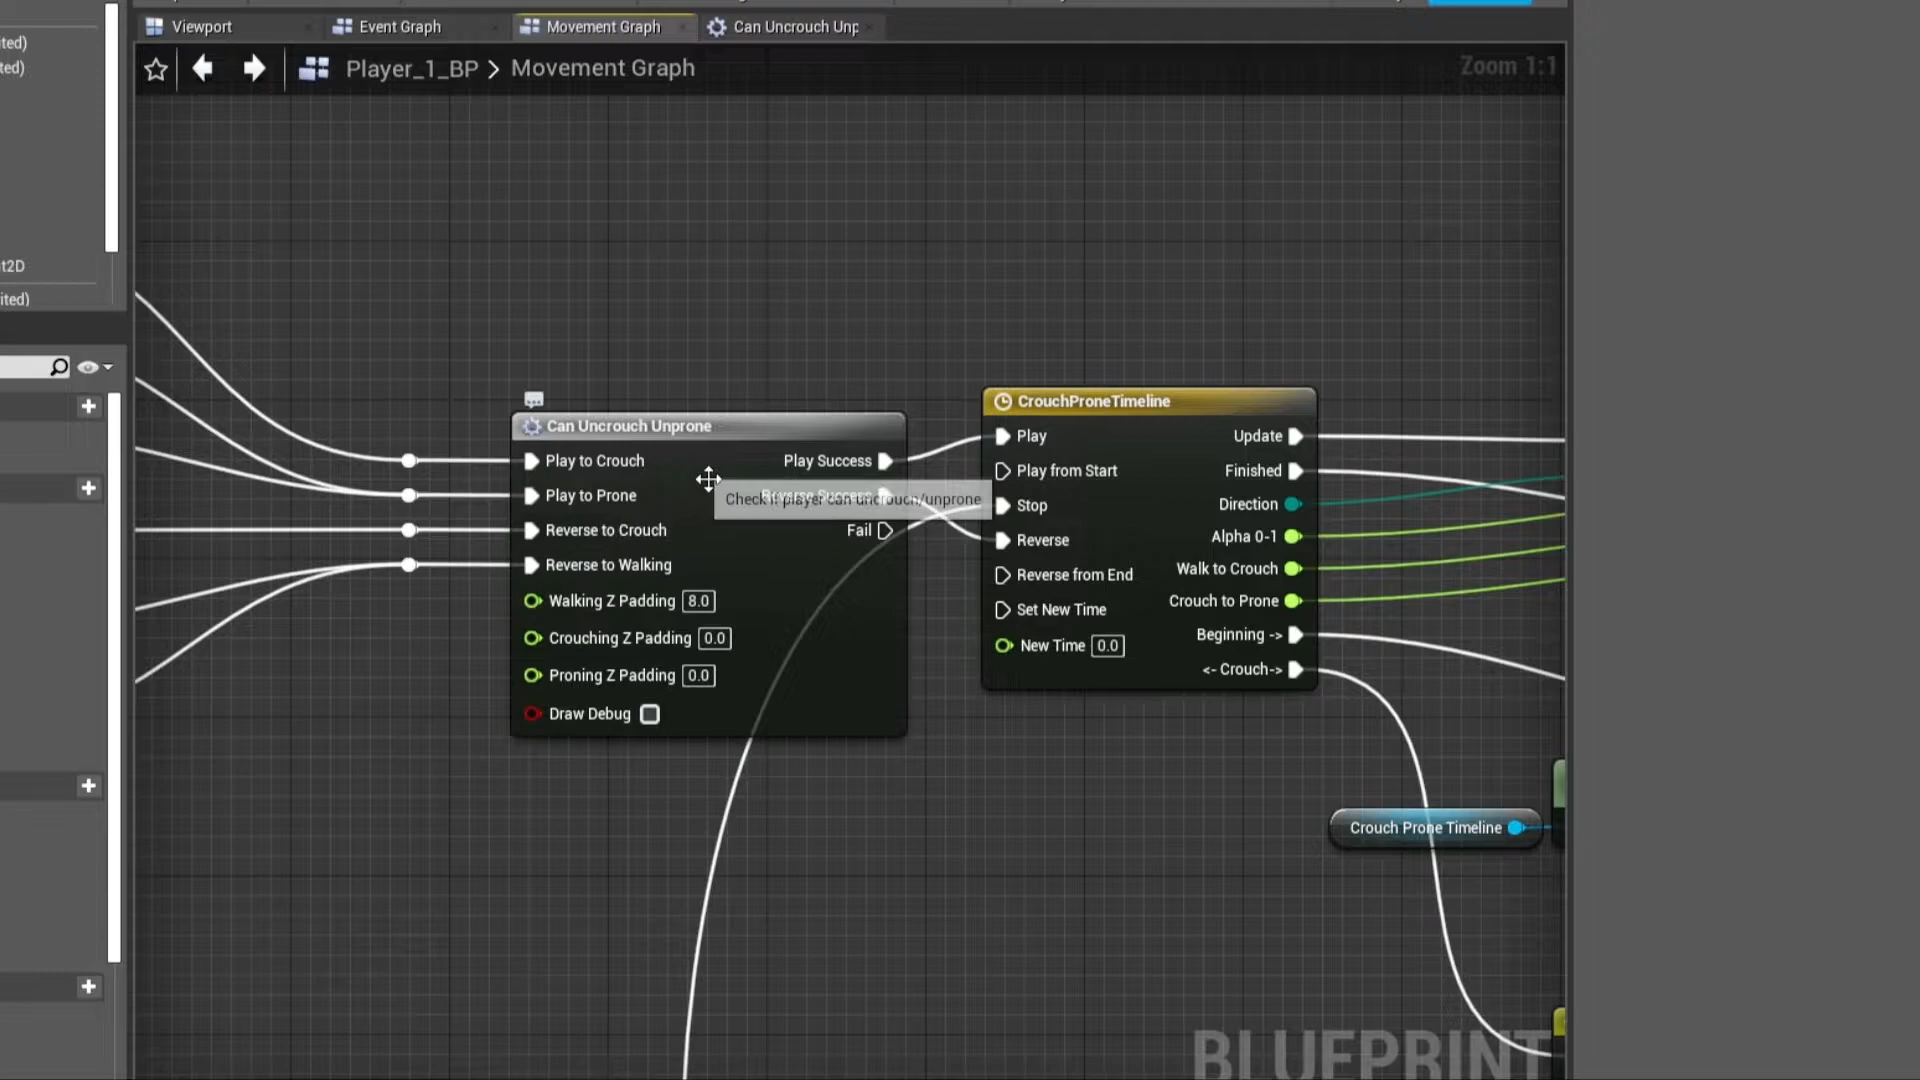 Viewport
Event Graph
Movement Graph
Can Uncrouch Unp
Player_1_BP > Movement Graph
Zoom 1:1
ited)
ted)
t2D
ited)
Can Uncrouch Unprone
Play to Crouch
Play Success
Play to Prone
Reverse Success
Check if player can uncrouch/unprone
Reverse to Crouch
Fail
Reverse to Walking
Walking Z Padding 8.0
Crouching Z Padding 0.0
Proning Z Padding 0.0
Draw Debug
CrouchProneTimeline
Play
Update
Play from Start
Finished
Stop
Direction
Reverse
Alpha 0-1
Reverse from End
Walk to Crouch
Set New Time
Crouch to Prone
New Time 0.0
Beginning ->
<- Crouch->
Crouch Prone Timeline
BLUEPRINT